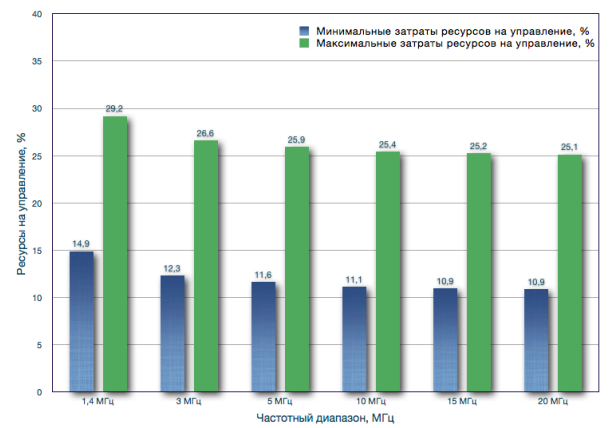 40
Минимальные затраты ресурсов на управление, %
Максимальные затраты ресурсов на управление, %
35
30
29,2
26,6
25,9
25,4
25,2
25,1
25
20
15
14,9
12,3
11,6
11,1
10,9
10,9
10
5
0
Ресурсы на управление, %
1,4 МГц
3 МГц
5 МГц
10 МГц
15 МГц
20 МГц
Частотный диапазон, МГц